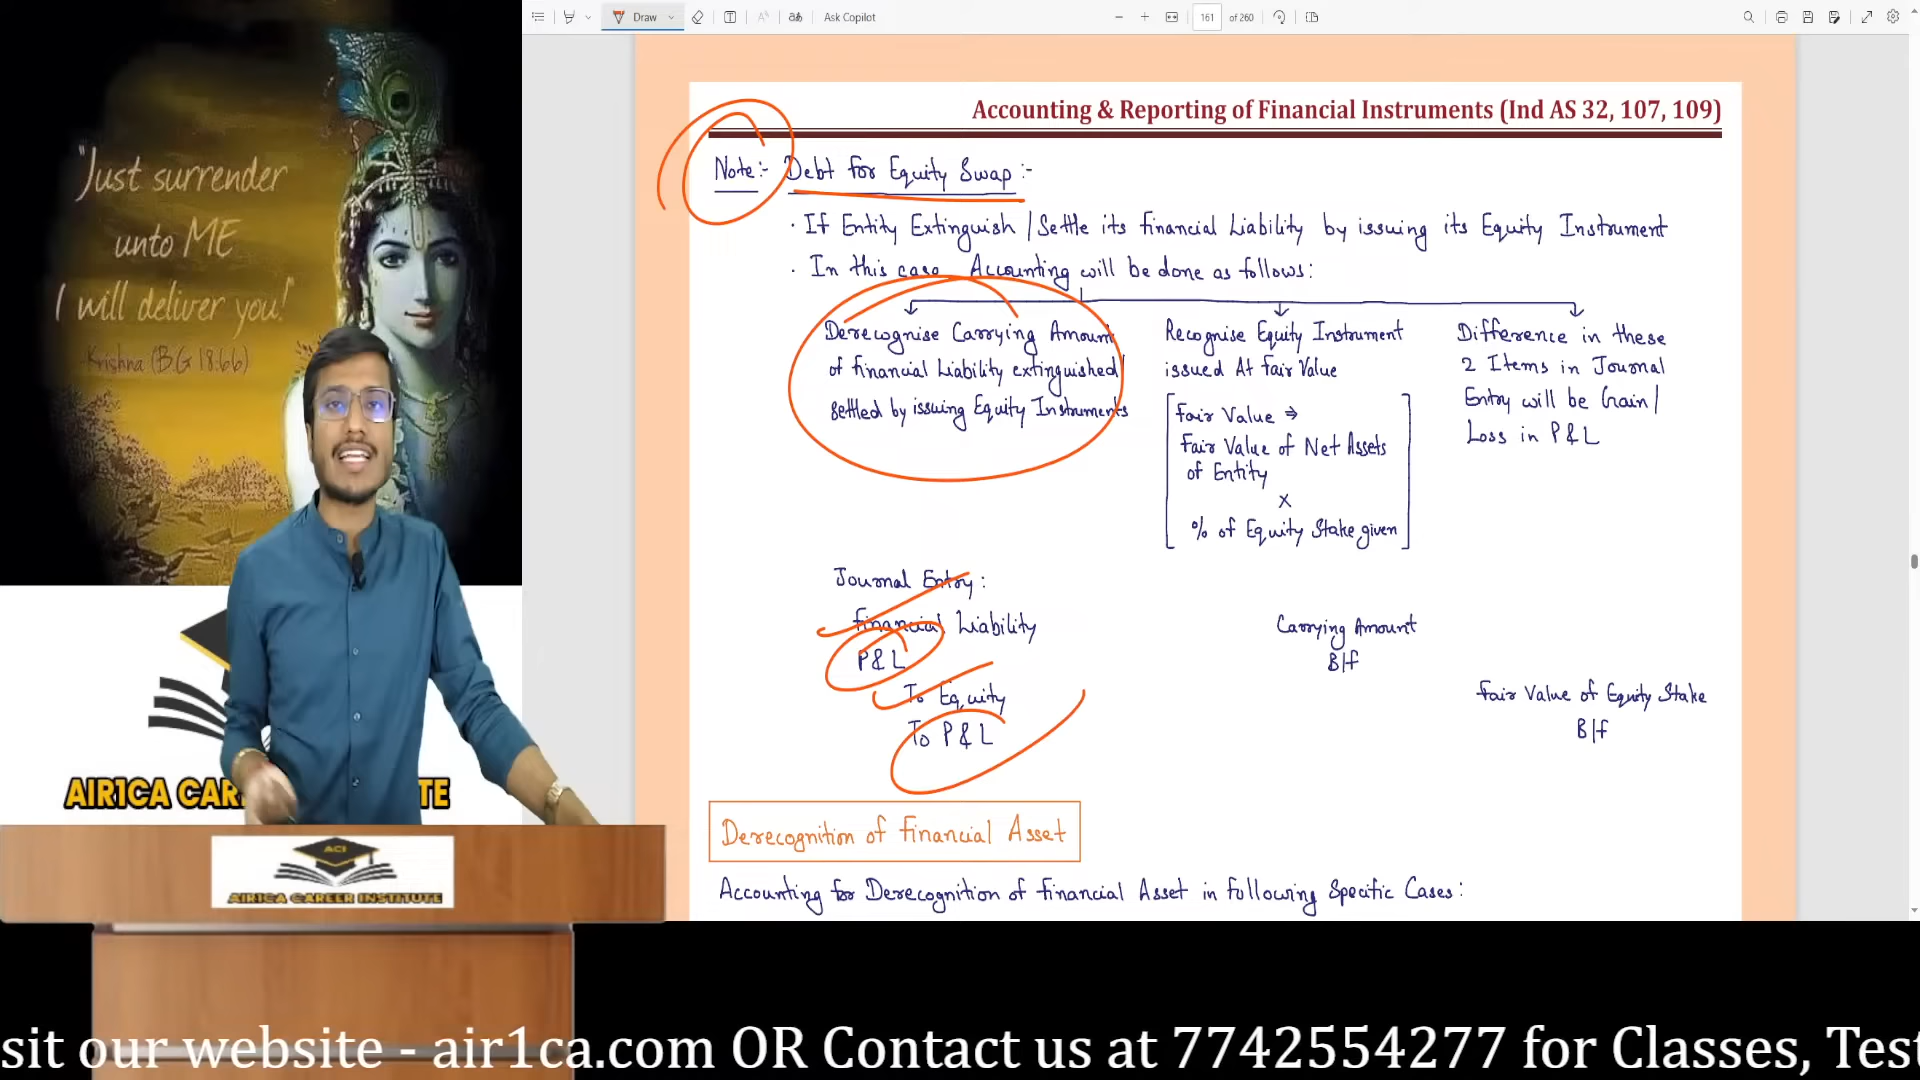 Draw
Ask Copilot
161 of 260
"Just surrender
unto ME
I will deliver you!"
-Krishna (B.G 18.66)
Accounting & Reporting of Financial Instruments (Ind AS 32, 107, 109)
Note:- Debt for Equity Swap :-
· If Entity Extinguish / Settle its financial Liability by issuing its Equity Instrument
· In this case Accounting will be done as follows:
Derecognise Carrying Amount
of financial Liability extinguished/
settled by issuing Equity Instruments
Recognise Equity Instrument
issued At fair Value
Fair Value ⇒
Fair Value of Net Assets
of Entity
X
% of Equity Stake given
Difference in these
2 Items in Journal
Entry will be Gain/
Loss in P&L
Journal Entry:
Financial Liability Carrying Amount
P&L B/f
To Equity Fair Value of Equity Stake
To P&L B/f
Derecognition of Financial Asset
Accounting for Derecognition of financial Asset in following Specific Cases:
AIR1CA CAR TE
ACI
AIR1CA CAREER INSTITUTE
sit our website - air1ca.com OR Contact us at 7742554277 for Classes, Test